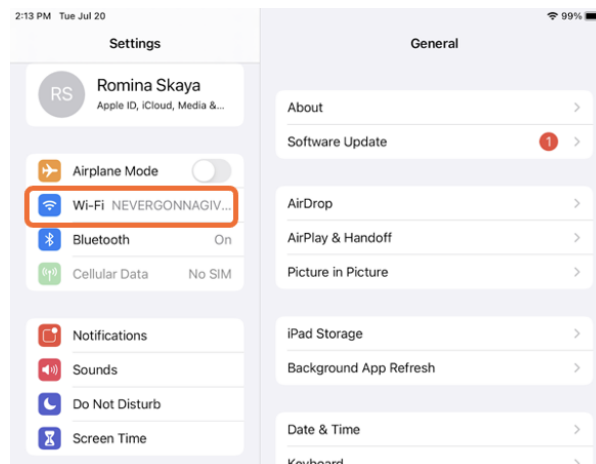 2:13 PM Tue Jul 20
99%
Settings
RS
Romina Skaya
Apple ID, iCloud, Media &...
Airplane Mode
Wi-Fi NEVERGONNAGIV...
Bluetooth On
Cellular Data No SIM
Notifications
Sounds
Do Not Disturb
Screen Time
General
About
Software Update 1
AirDrop
AirPlay & Handoff
Picture in Picture
iPad Storage
Background App Refresh
Date & Time
Keyboard